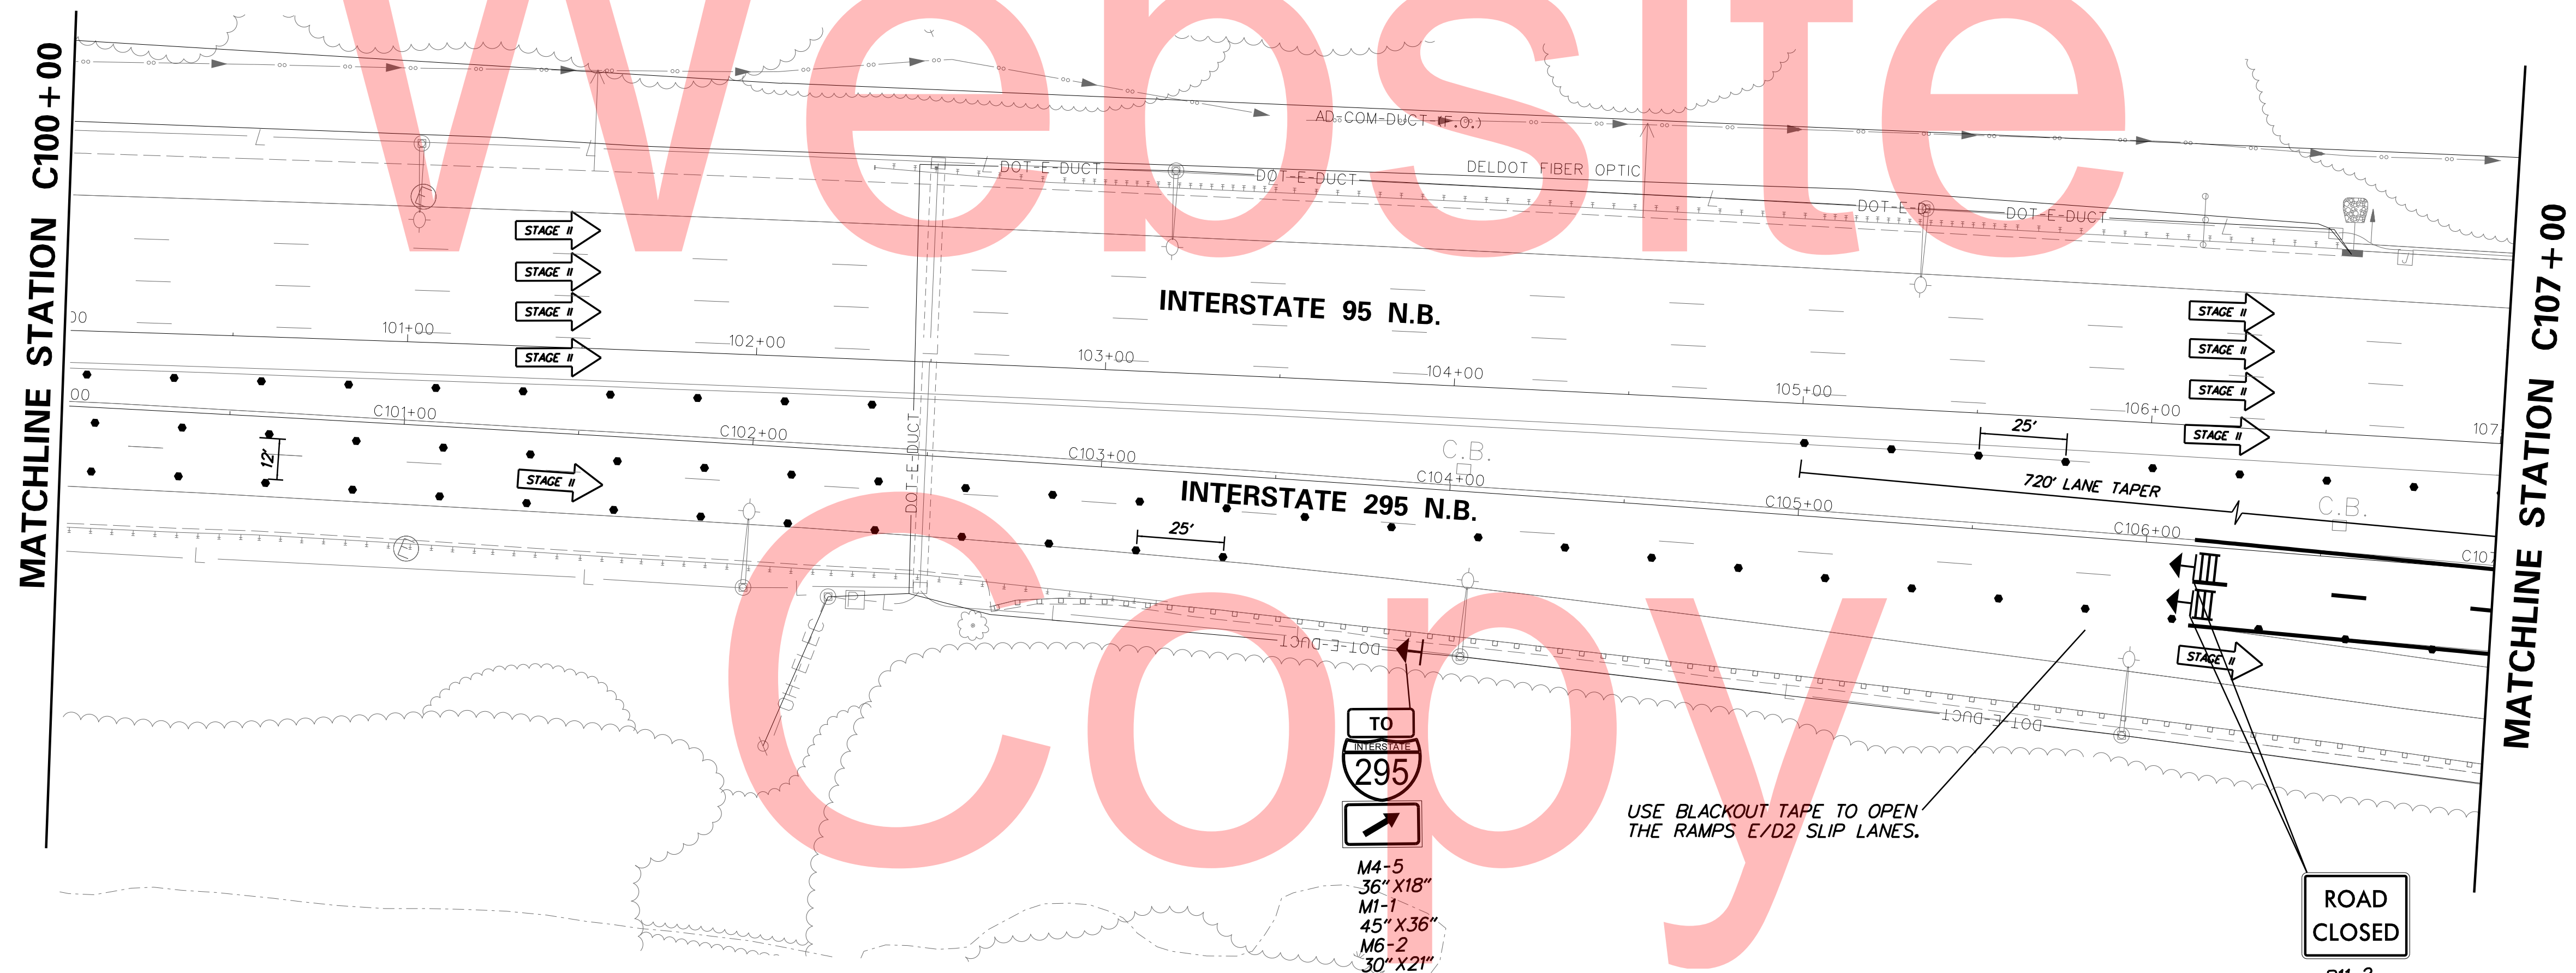 Website
Copy
MATCHLINE STATION C100+00
AD-COM-DUCT-(F.O.)
DOT-E-DUCT
DOT-E-DUCT
DELDOT FIBER OPTIC
DOT-E-D
DOT-E-DUCT
STAGE II
STAGE II
STAGE II
STAGE II
STAGE II
STAGE II
STAGE II
STAGE II
INTERSTATE 95 N.B.
00
101+00
102+00
103+00
104+00
105+00
106+00
107
00
C101+00
C102+00
C103+00
C104+00
C105+00
C106+00
C107
12'
STAGE II
DOT-E-DUCT
C.B.
INTERSTATE 295 N.B.
25'
25'
720' LANE TAPER
C.B.
E
E
J
P
DOT-E-DUCT
DOT-E-DUCT
STAGE II
TO
INTERSTATE
295
M4-5
36"X18"
M1-1
45"X36"
M6-2
30"X21"
USE BLACKOUT TAPE TO OPEN
THE RAMPS E/D2 SLIP LANES.
ROAD
CLOSED
MATCHLINE STATION C107+00